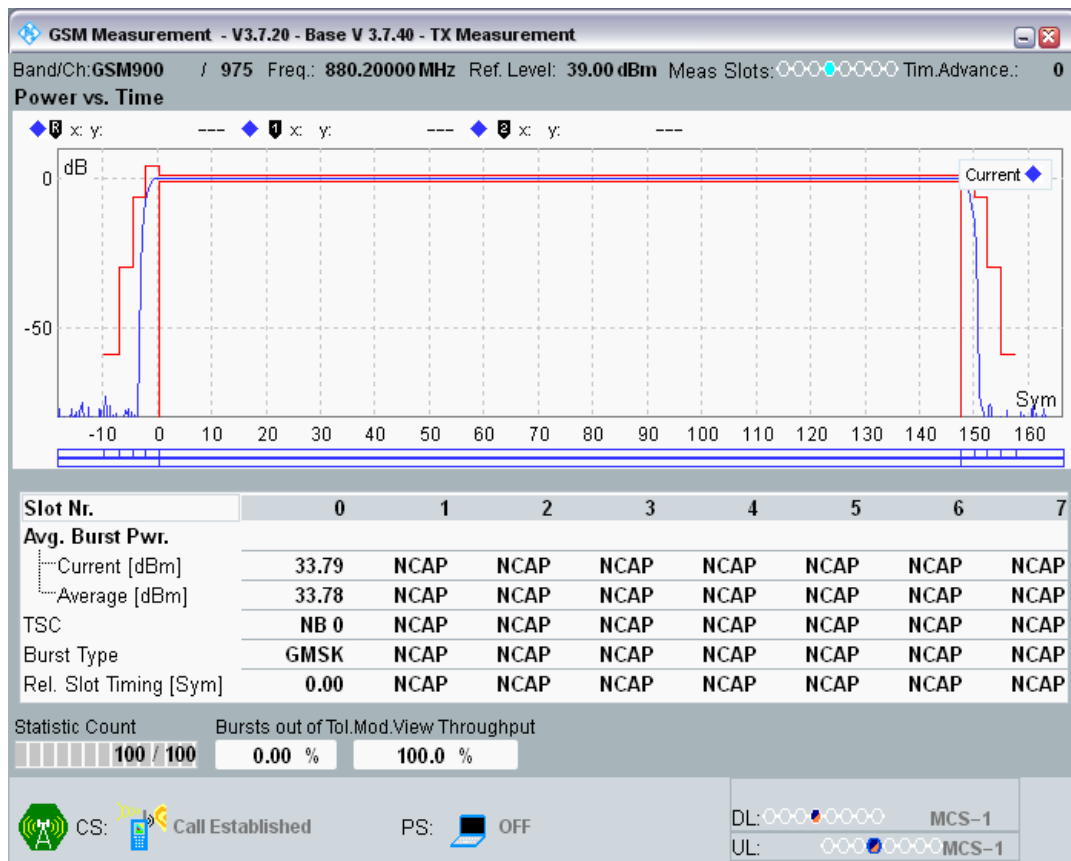 GSM Measurement - V3.7.20 - Base V 3.7.40 - TX Measurement
Band/Ch:GSM900 / 975 Freq.: 880.20000 MHz Ref. Level: 39.00 dBm Meas Slots: Tim.Advance.: 0
Power vs. Time
R x: y: --- 1 x: y: --- 2 x: y: ---
dB
Current
0
-50
Sym
-10 0 10 20 30 40 50 60 70 80 90 100 110 120 130 140 150 160
Slot Nr. 0 1 2 3 4 5 6 7
Avg. Burst Pwr.
Current [dBm] 33.79 NCAP NCAP NCAP NCAP NCAP NCAP NCAP
Average [dBm] 33.78 NCAP NCAP NCAP NCAP NCAP NCAP NCAP
TSC NB 0 NCAP NCAP NCAP NCAP NCAP NCAP NCAP
Burst Type GMSK NCAP NCAP NCAP NCAP NCAP NCAP NCAP
Rel. Slot Timing [Sym] 0.00 NCAP NCAP NCAP NCAP NCAP NCAP NCAP
Statistic Count Bursts out of Tol.Mod.View Throughput
100 / 100 0.00 % 100.0 %
CS: Call Established PS: OFF
DL: MCS-1
UL: MCS-1